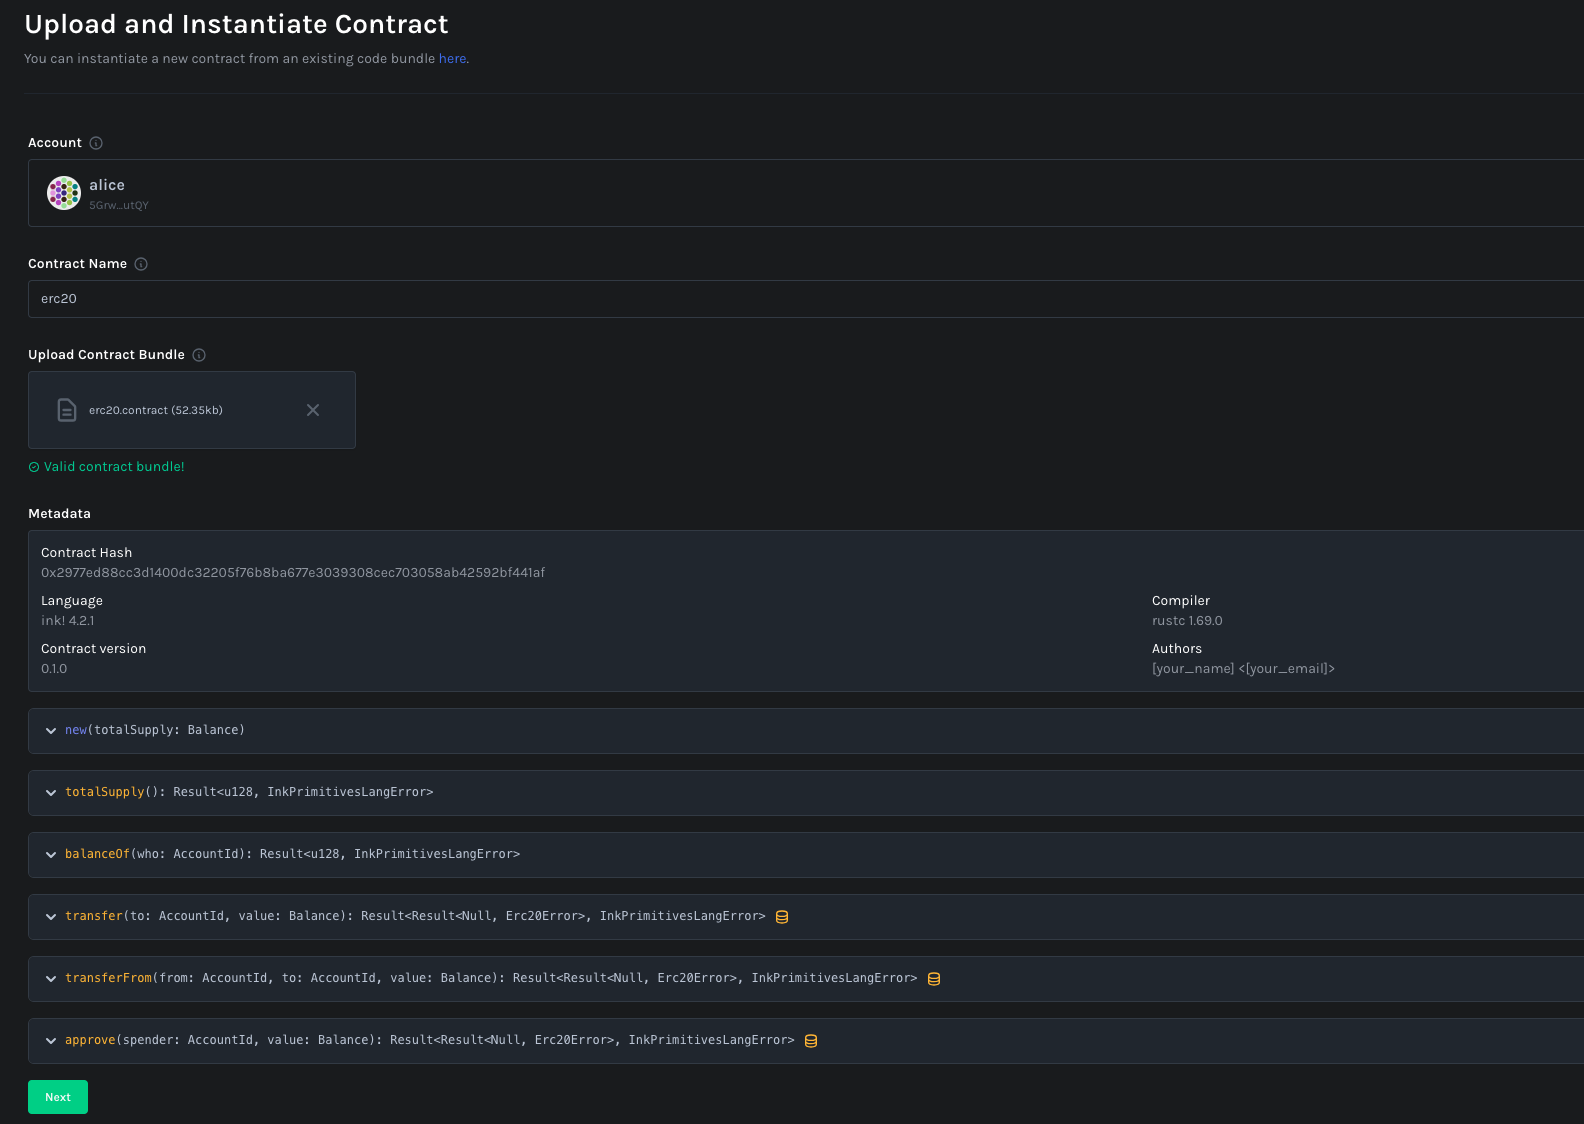 Upload and Instantiate Contract
You can instantiate a new contract from an existing code bundle here.
Account
alice
5Grw...utQY
Contract Name
erc20
Upload Contract Bundle
erc20.contract (52.35kb)
Valid contract bundle!
Metadata
Contract Hash
0x2977ed88cc3d1400dc32205f76b8ba677e3039308cec703058ab42592bf441af
Language
ink! 4.2.1
Compiler
rustc 1.69.0
Contract version
0.1.0
Authors
[your_name] <[your_email]>
new(totalSupply: Balance)
totalSupply(): Result<u128, InkPrimitivesLangError>
balanceOf(who: AccountId): Result<u128, InkPrimitivesLangError>
transfer(to: AccountId, value: Balance): Result<Result<Null, Erc20Error>, InkPrimitivesLangError>
transferFrom(from: AccountId, to: AccountId, value: Balance): Result<Result<Null, Erc20Error>, InkPrimitivesLangError>
approve(spender: AccountId, value: Balance): Result<Result<Null, Erc20Error>, InkPrimitivesLangError>
Next